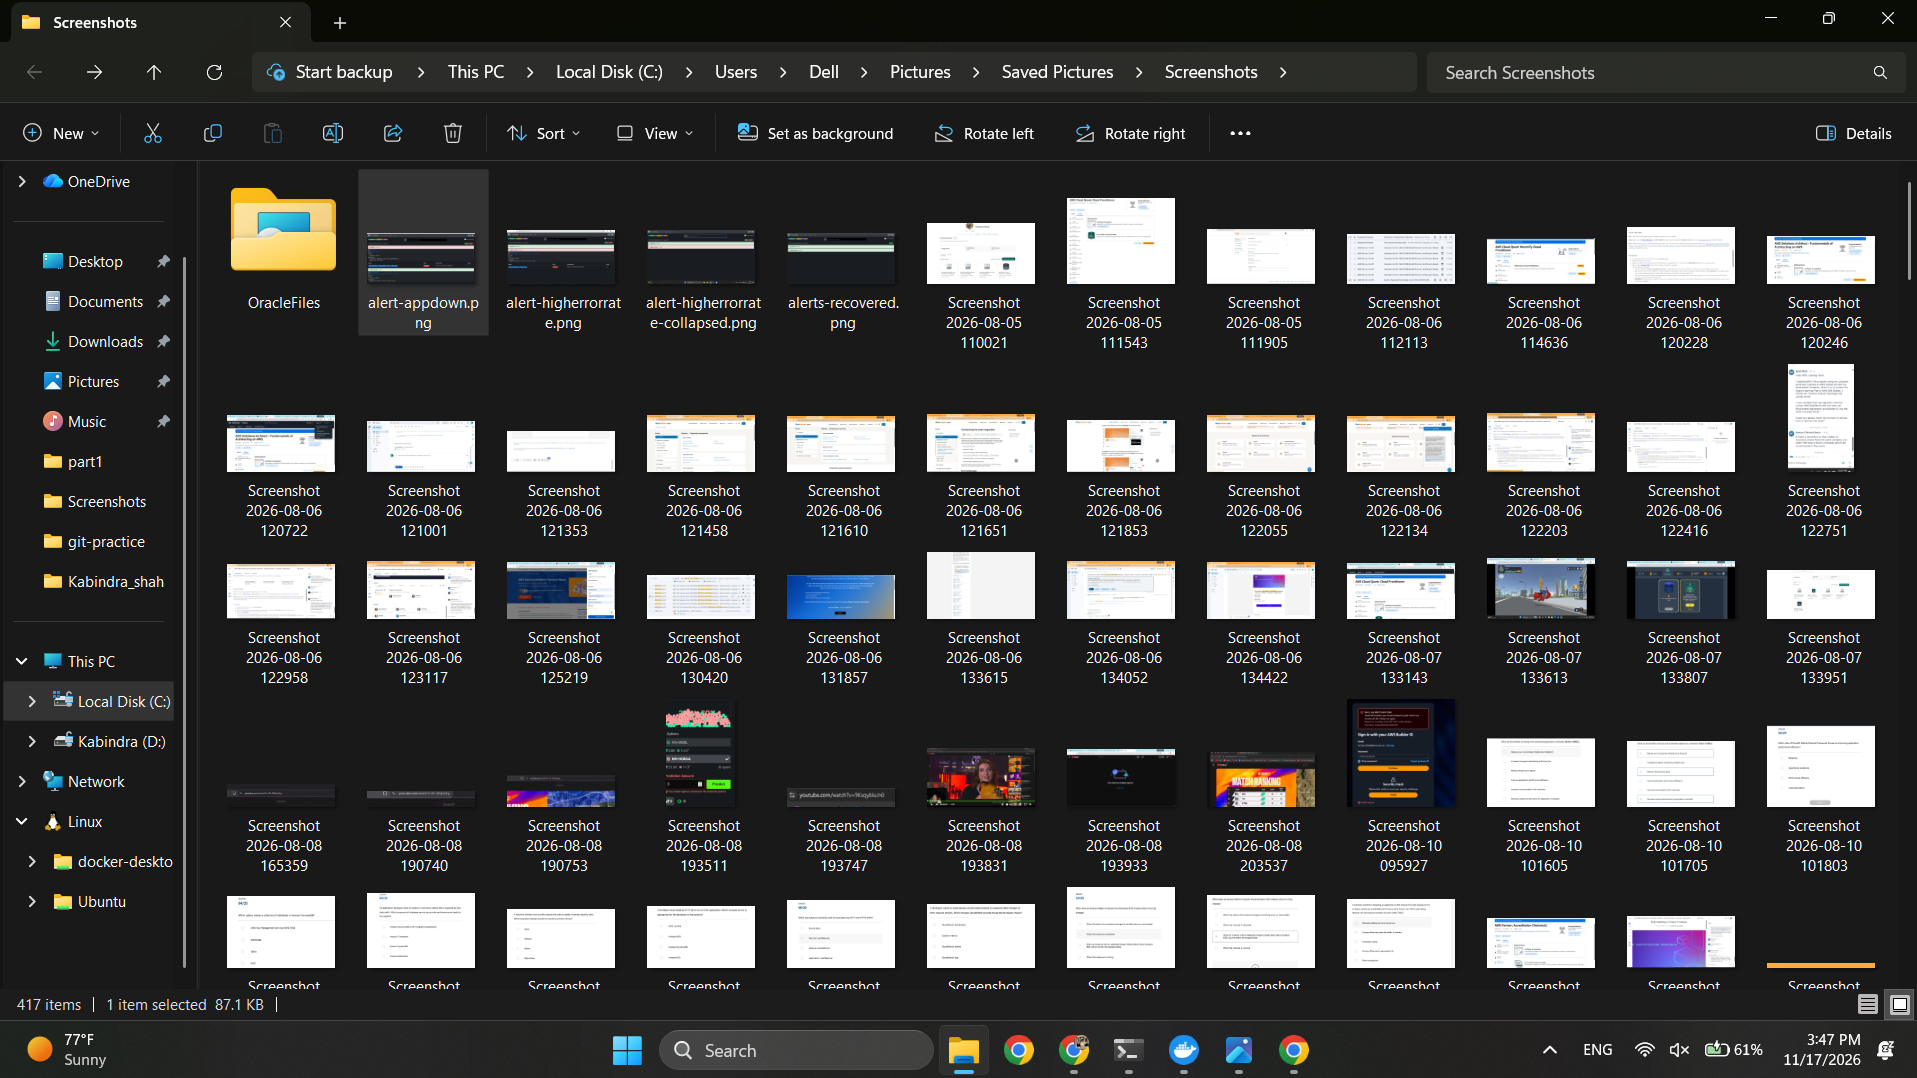 Screenshots
Start backup
This PC
Local Disk (C:)
Users
Dell
Pictures
Saved Pictures
Screenshots
Search Screenshots
New
Sort
View
Set as background
Rotate left
Rotate right
Details
OneDrive
Desktop
Documents
Downloads
Pictures
Music
part1
Screenshots
git-practice
Kabindra_shah
This PC
Local Disk (C:)
Kabindra (D:)
Network
Linux
docker-deskto
Ubuntu
OracleFiles
alert-appdown.p
ng
alert-higherrorrat
e.png
alert-higherrorrat
e-collapsed.png
alerts-recovered.
png
Screenshot
2026-08-05
110021
Screenshot
2026-08-05
111543
Screenshot
2026-08-05
111905
Screenshot
2026-08-06
112113
Screenshot
2026-08-06
114636
Screenshot
2026-08-06
120228
Screenshot
2026-08-06
120246
Screenshot
2026-08-06
120722
Screenshot
2026-08-06
121001
Screenshot
2026-08-06
121353
Screenshot
2026-08-06
121458
Screenshot
2026-08-06
121610
Screenshot
2026-08-06
121651
Screenshot
2026-08-06
121853
Screenshot
2026-08-06
122055
Screenshot
2026-08-06
122134
Screenshot
2026-08-06
122203
Screenshot
2026-08-06
122416
Screenshot
2026-08-06
122751
Screenshot
2026-08-06
122958
Screenshot
2026-08-06
123117
Screenshot
2026-08-06
125219
Screenshot
2026-08-06
130420
Screenshot
2026-08-06
131857
Screenshot
2026-08-06
133615
Screenshot
2026-08-06
134052
Screenshot
2026-08-06
134422
Screenshot
2026-08-07
133143
Screenshot
2026-08-07
133613
Screenshot
2026-08-07
133807
Screenshot
2026-08-07
133951
Screenshot
2026-08-08
165359
Screenshot
2026-08-08
190740
Screenshot
2026-08-08
190753
Screenshot
2026-08-08
193511
Screenshot
2026-08-08
193747
Screenshot
2026-08-08
193831
Screenshot
2026-08-08
193933
Screenshot
2026-08-08
203537
Screenshot
2026-08-10
095927
Screenshot
2026-08-10
101605
Screenshot
2026-08-10
101705
Screenshot
2026-08-10
101803
Screenshot
Screenshot
Screenshot
Screenshot
Screenshot
Screenshot
Screenshot
Screenshot
Screenshot
Screenshot
Screenshot
Screenshot
417 items
1 item selected 87.1 KB
77°F
Sunny
Search
ENG
61%
3:47 PM
11/17/2026